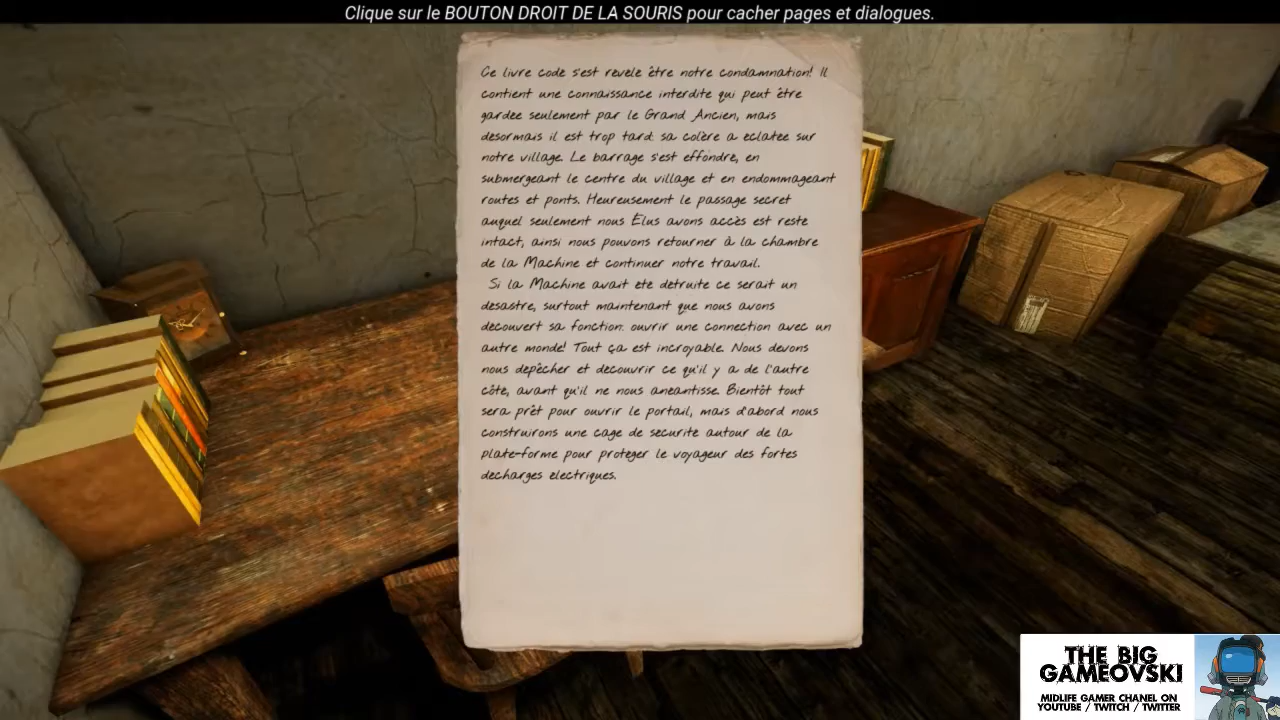 Clique sur le BOUTON DROIT DE LA SOURIS pour cacher pages et dialogues.
Ce livre code s'est revele être notre condamnation! Il
contient une connaissance interdite qui peut être
gardee seulement par le Grand Ancien, mais
desormais il est trop tard: sa colère a eclatee sur
notre village. Le barrage s'est effondre, en
submergeant le centre du village et en endommageant
routes et ponts. Heureusement le passage secret
auquel seulement nous Èlus avons accès est reste
intact, ainsi nous pouvons retourner à la chambre
de la Machine et continuer notre travail.
Si la Machine avait ete detruite ce serait un
desastre, surtout maintenant que nous avons
decouvert sa fonction: ouvrir une connection avec un
autre monde! Tout ça est incroyable. Nous devons
nous depêcher et decouvrir ce qu'il y a de l'autre
côte, avant qu'il ne nous aneantisse. Bientôt tout
sera prêt pour ouvrir le portail, mais d'abord nous
construirons une cage de securite autour de la
plate-forme pour proteger le voyageur des fortes
decharges electriques.
THE BIG
GAMEOVSKI
MIDLIFE GAMER CHANEL ON
YOUTUBE / TWITCH / TWITTER